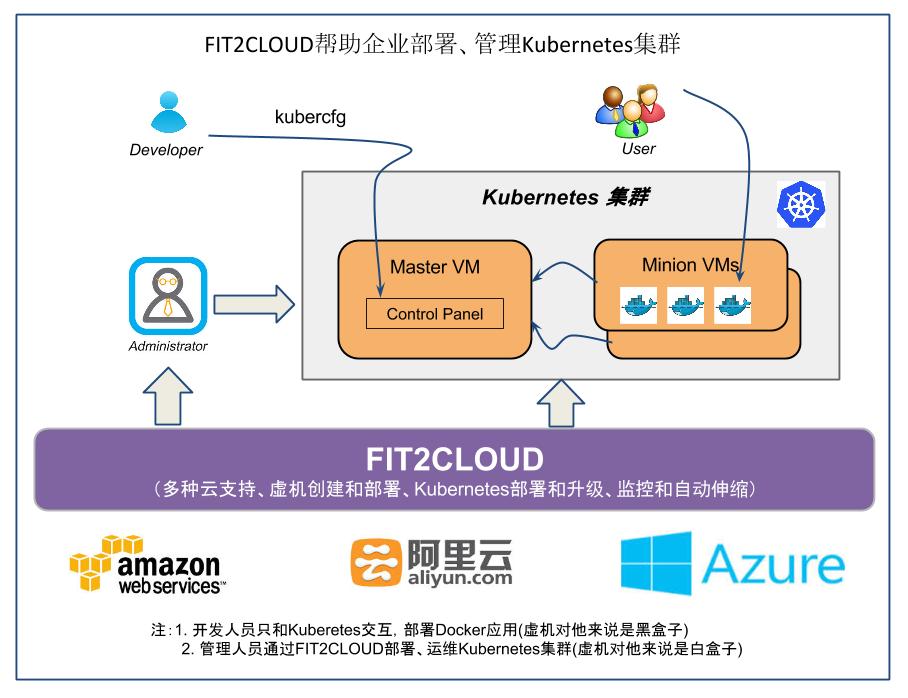 FIT2CLOUD帮助企业部署、管理Kubernetes集群
kubercfg
Developer
User
Kubernetes 集群
Master VM
Minion VMs
Control Panel
Administrator
FIT2CLOUD
（多种云支持、虚机创建和部署、Kubernetes部署和升级、监控和自动伸缩）
amazon
web services™
阿里云
aliyun.com
Azure
注：1. 开发人员只和Kuberetes交互, 部署Docker应用(虚机对他来说是黑盒子)
2. 管理人员通过FIT2CLOUD部署、运维Kubernetes集群(虚机对他来说是白盒子)